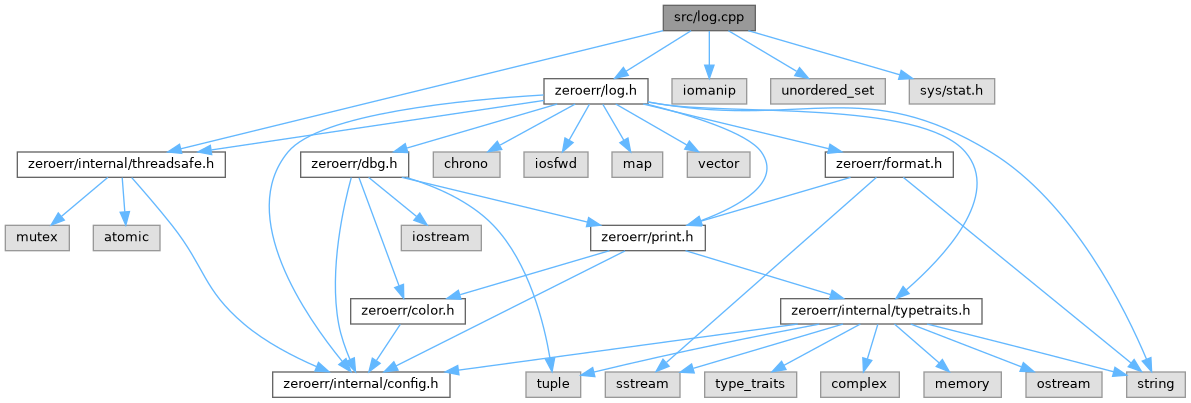 src/log.cpp
zeroerr/log.h
iomanip
unordered_set
sys/stat.h
zeroerr/internal/threadsafe.h
zeroerr/dbg.h
chrono
iosfwd
map
vector
zeroerr/format.h
mutex
atomic
iostream
zeroerr/print.h
zeroerr/color.h
zeroerr/internal/typetraits.h
zeroerr/internal/config.h
tuple
sstream
type_traits
complex
memory
ostream
string